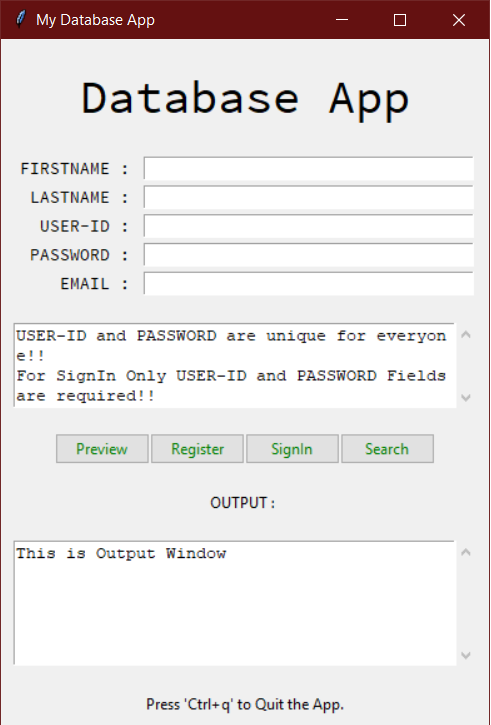 My Database App
Database App
FIRSTNAME :
LASTNAME :
USER-ID :
PASSWORD :
EMAIL :
USER-ID and PASSWORD are unique for everyon
e!!
For SignIn Only USER-ID and PASSWORD Fields
are required!!
Preview Register SignIn Search
OUTPUT :
This is Output Window
Press 'Ctrl+q' to Quit the App.